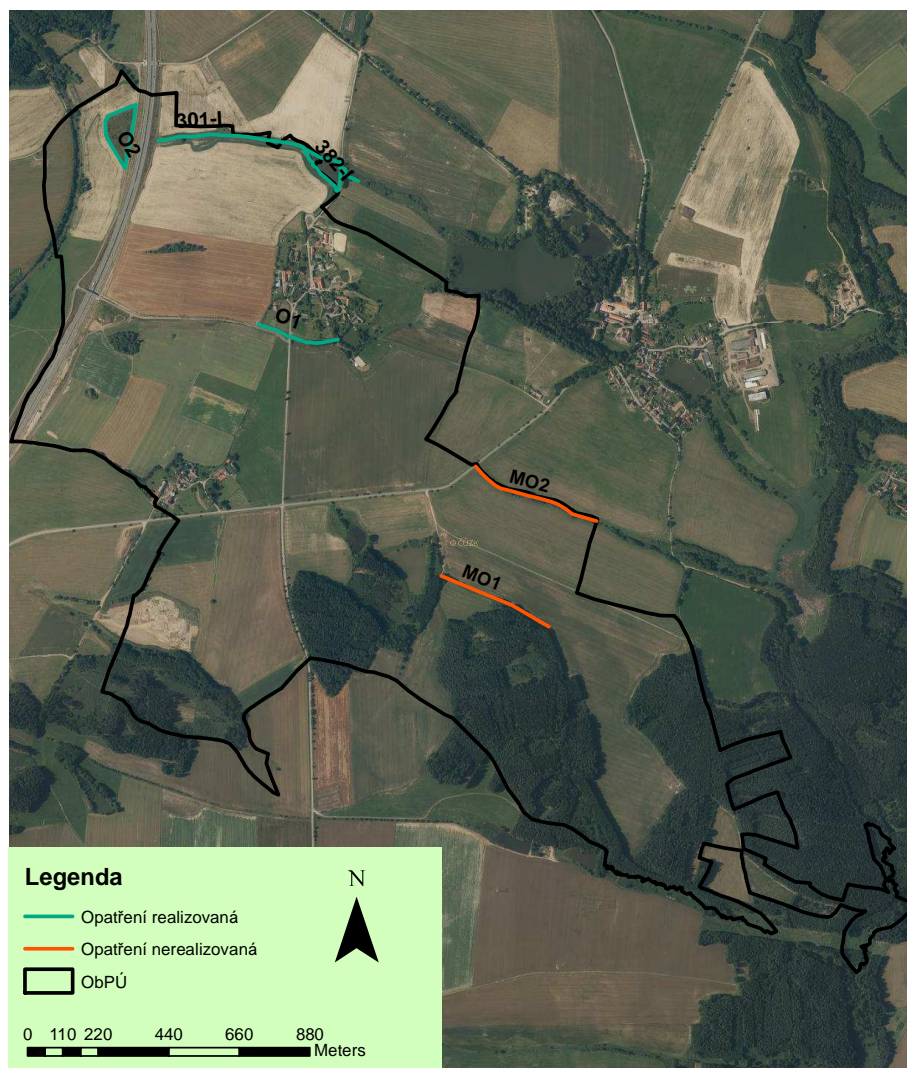 301-I
O2
382-I
O1
MO2
© ČÚZK
MO1
Legenda
N
Opatření realizovaná
Opatření nerealizovaná
ObPÚ
0 110 220 440 660 880
Meters